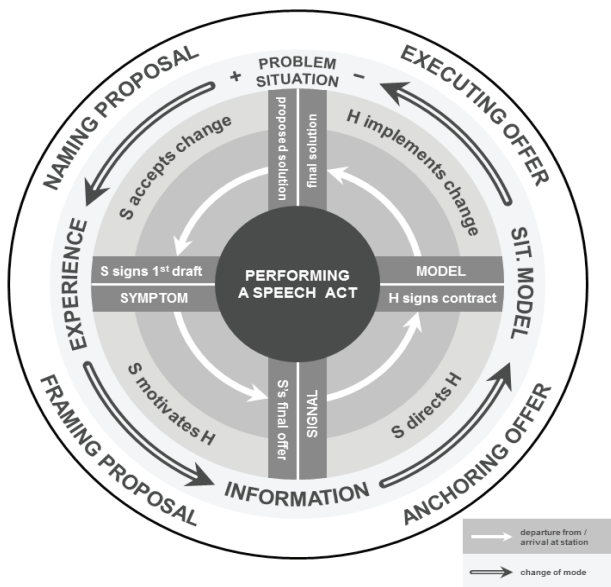 NAMING PROPOSAL
EXECUTING OFFER
+ PROBLEM −
SITUATION
S accepts change
proposed solution
final solution
H implements change
EXPERIENCE
S signs 1st draft
SYMPTOM
PERFORMING
A SPEECH ACT
MODEL
H signs contract
SIT. MODEL
S motivates H
S's final offer
SIGNAL
S directs H
FRAMING PROPOSAL
INFORMATION
ANCHORING OFFER
departure from /
arrival at station
change of mode